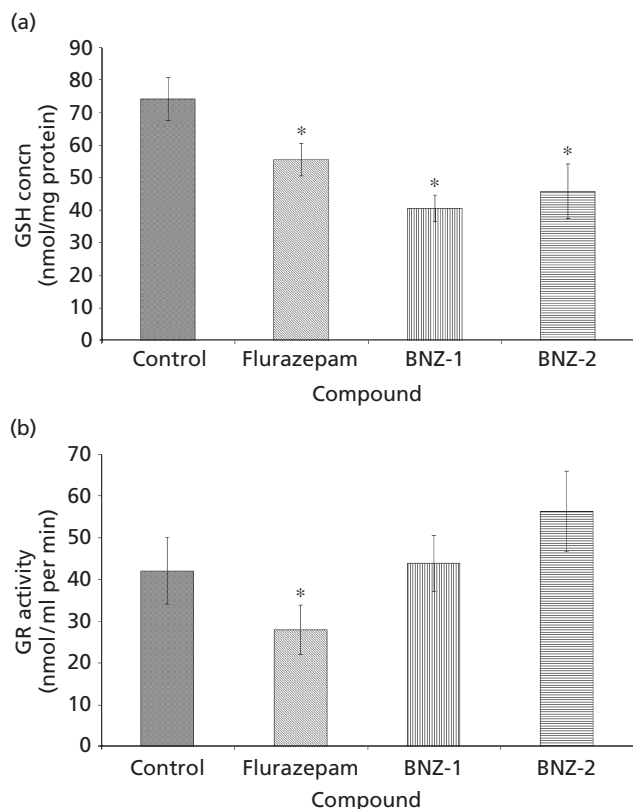 (a)
90
80
70
60
50
40
30
20
10
0
GSH concn
(nmol/mg protein)
*
*
*
Control Flurazepam BNZ-1 BNZ-2
Compound
(b)
70
60
50
40
30
20
10
0
GR activity
(nmol/ml per min)
*
Control Flurazepam BNZ-1 BNZ-2
Compound